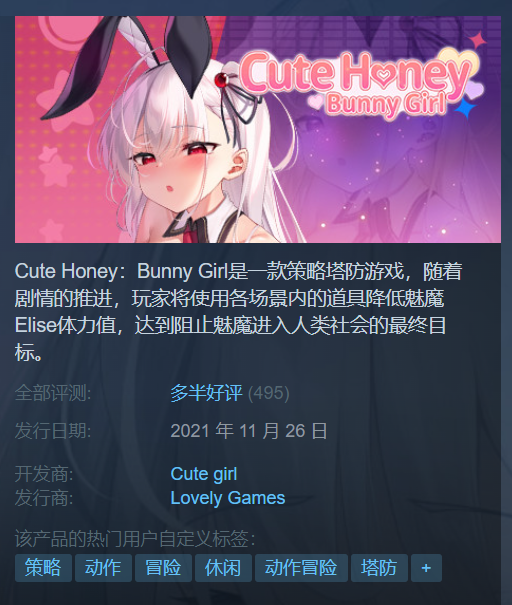 Cute Honey
Bunny Girl
Cute Honey：Bunny Girl是一款策略塔防游戏，随着
剧情的推进，玩家将使用各场景内的道具降低魅魔
Elise体力值，达到阻止魅魔进入人类社会的最终目
标。
全部评测: 多半好评 (495)
发行日期: 2021 年 11 月 26 日
开发商: Cute girl
发行商: Lovely Games
该产品的热门用户自定义标签:
策略 动作 冒险 休闲 动作冒险 塔防 +